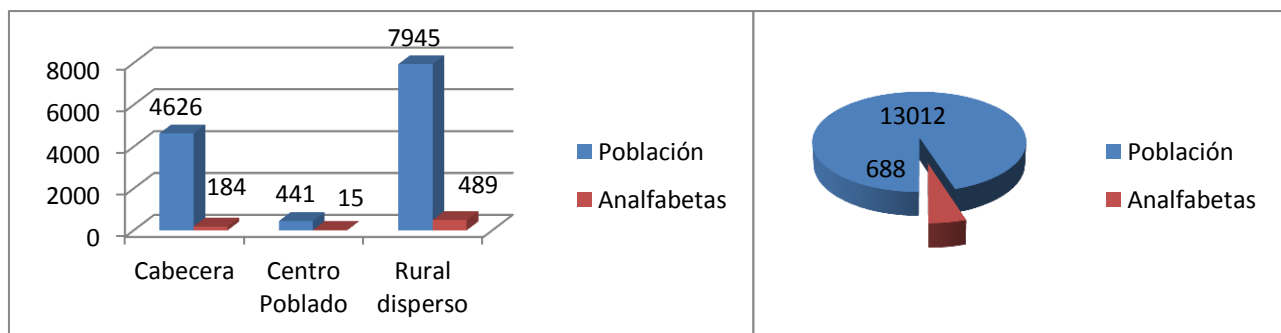 7945
8000
6000
4626
4000
2000
184
441
15
489
0
Cabecera
Centro
Poblado
Rural
disperso
Población
Analfabetas
13012
688
Población
Analfabetas